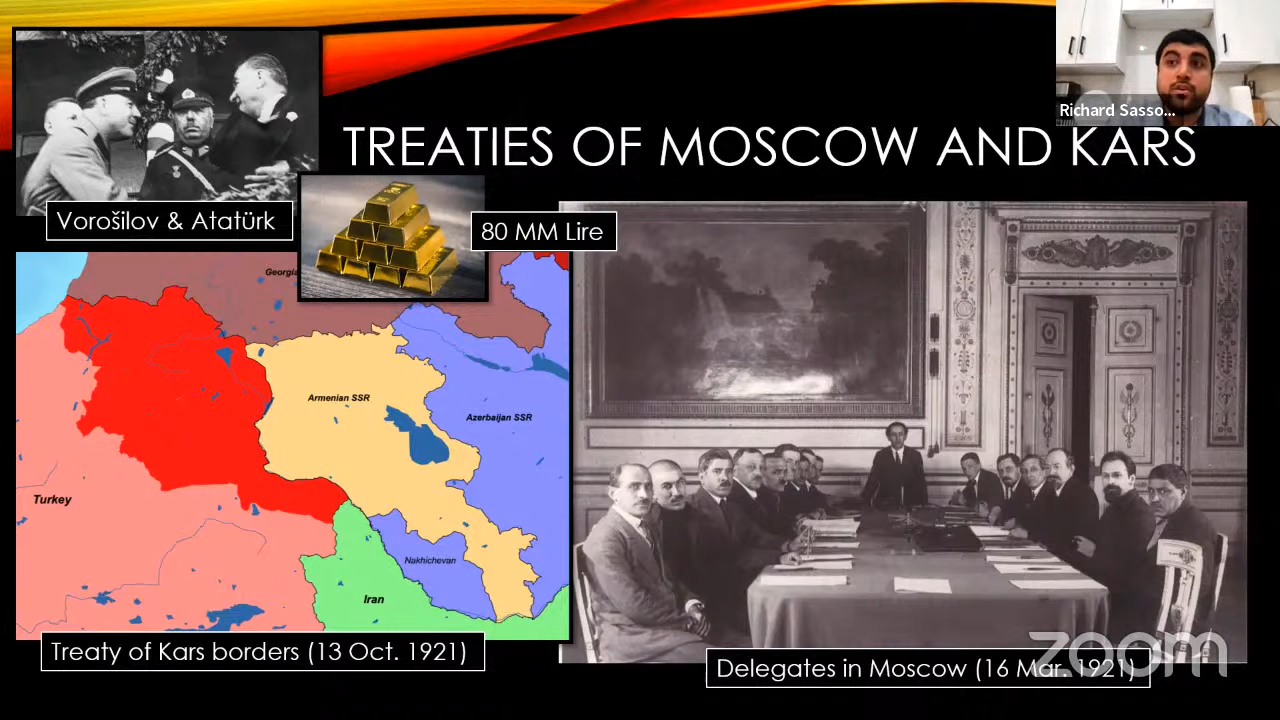 Richard Sasso...
TREATIES OF MOSCOW AND KARS
Vorošilov & Atatürk
80 MM Lire
Georgia
Armenian SSR
Azerbaijan SSR
Turkey
Nakhichevan
Iran
Treaty of Kars borders (13 Oct. 1921)
Delegates in Moscow (16 Mar. 1921)
zoom